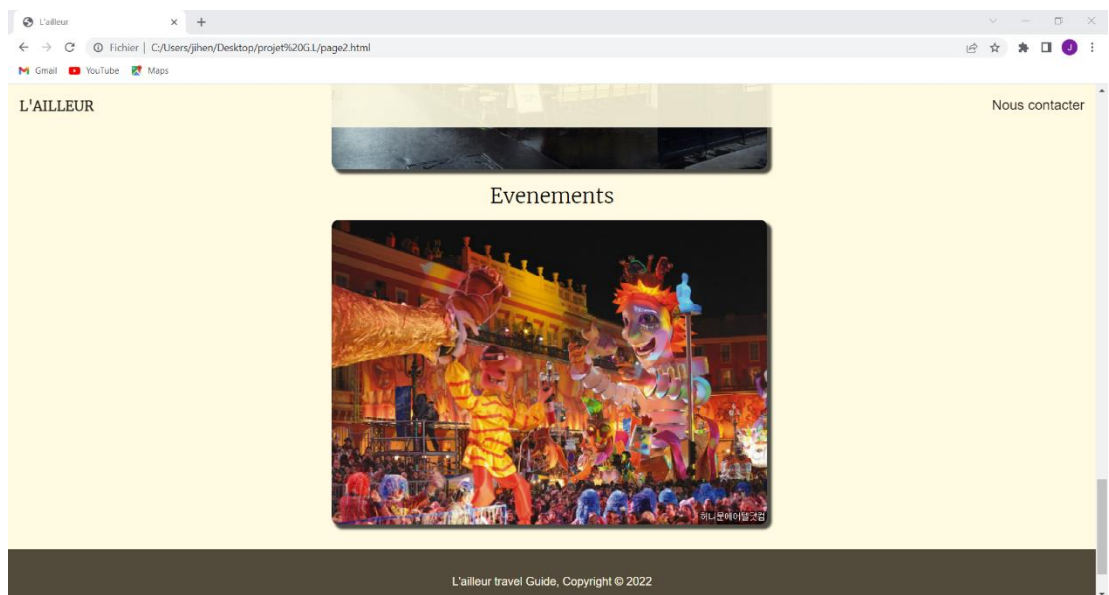 L'ailleur
Fichier | C:/Users/jihen/Desktop/projet%20G.L/page2.html
J
Gmail YouTube Maps
L'AILLEUR
Nous contacter
Evenements
허니문에어텔닷컴
L'ailleur travel Guide, Copyright © 2022